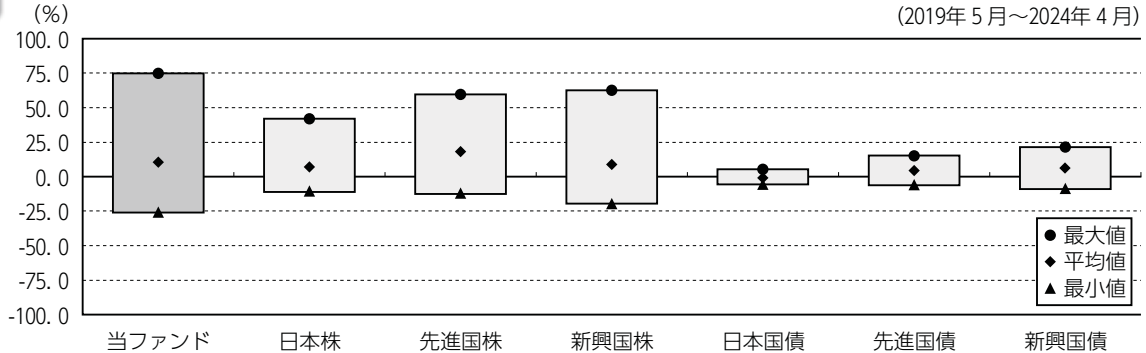 (%)
(2019年5月～2024年4月)
100.0
75.0
50.0
25.0
0.0
-25.0
-50.0
-75.0
-100.0
● 最大値
◆ 平均値
▲ 最小値
当ファンド 日本株 先進国株 新興国株 日本国債 先進国債 新興国債